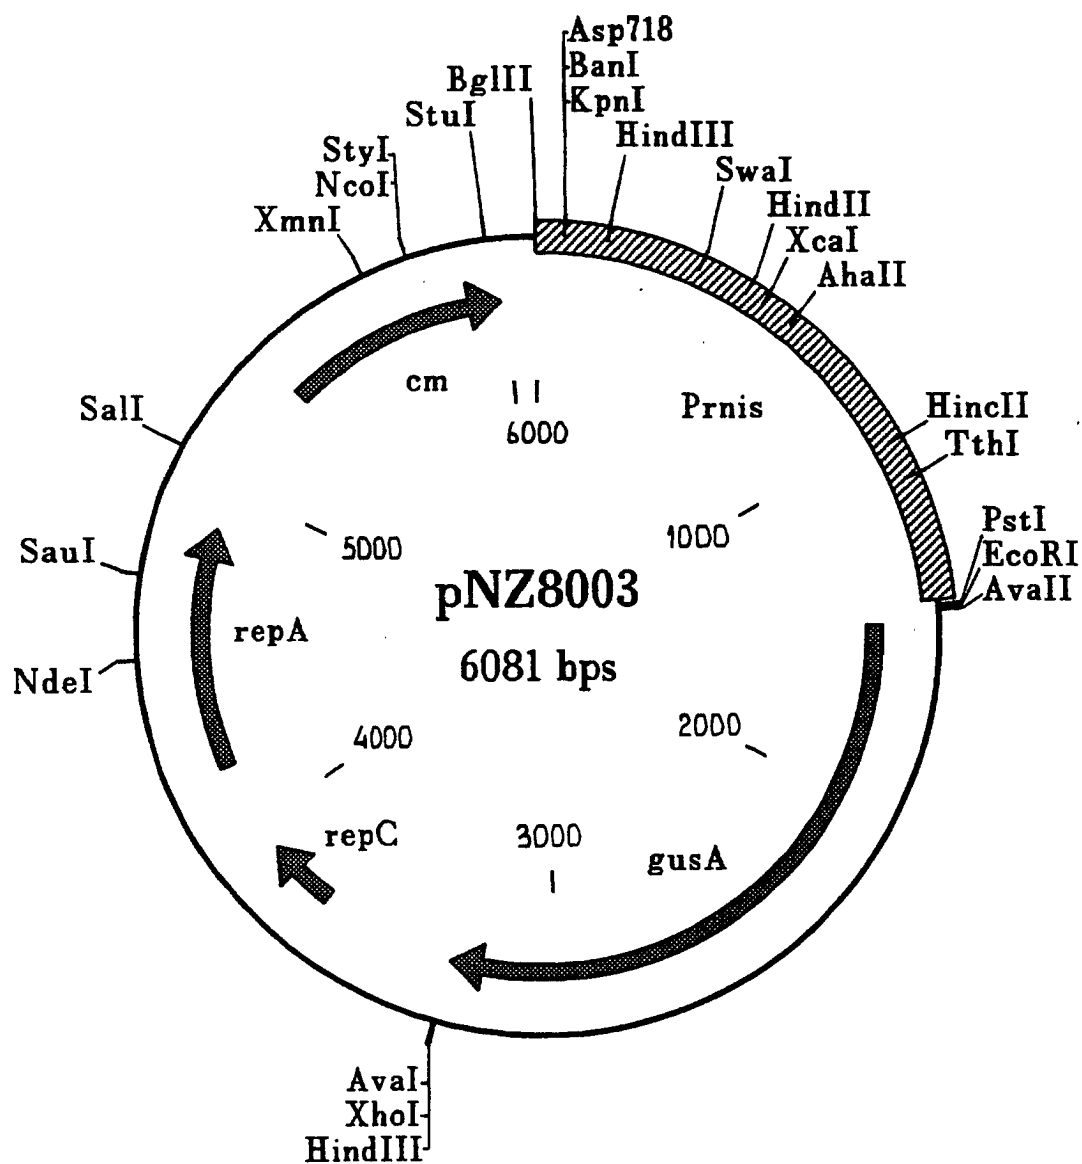 Asp718
BanI
KpnI
BglII
StuI
HindIII
StyI
NcoI
SwaI
XmnI
HindII
XcaI
AhaII
cm
Prnis
6000
SalI
HincII
TthI
1000
5000
PstI
EcoRI
AvaII
SauI
pNZ8003
repA
6081 bps
NdeI
2000
4000
repC
3000
gusA
AvaI
XhoI
HindIII